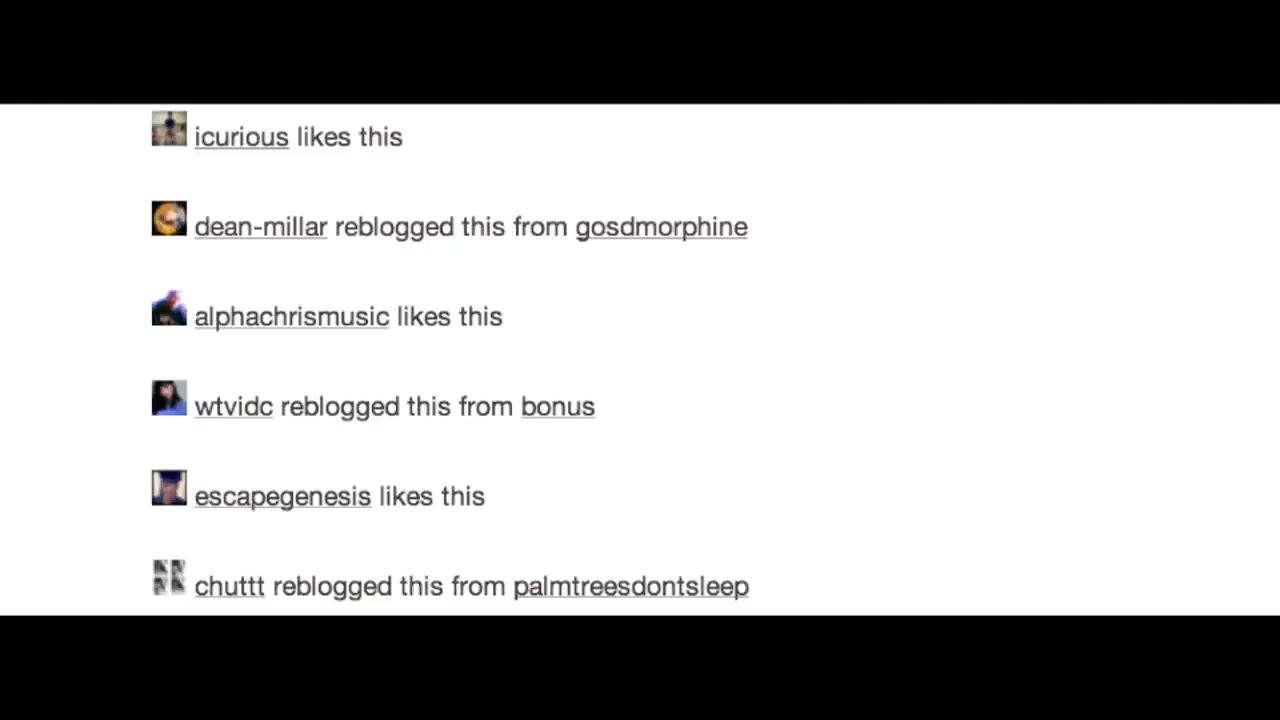 icurious likes this
dean-millar reblogged this from gosdmorphine
alphachrismusic likes this
wtvidc reblogged this from bonus
escapegenesis likes this
chuttt reblogged this from palmtreesdontsleep